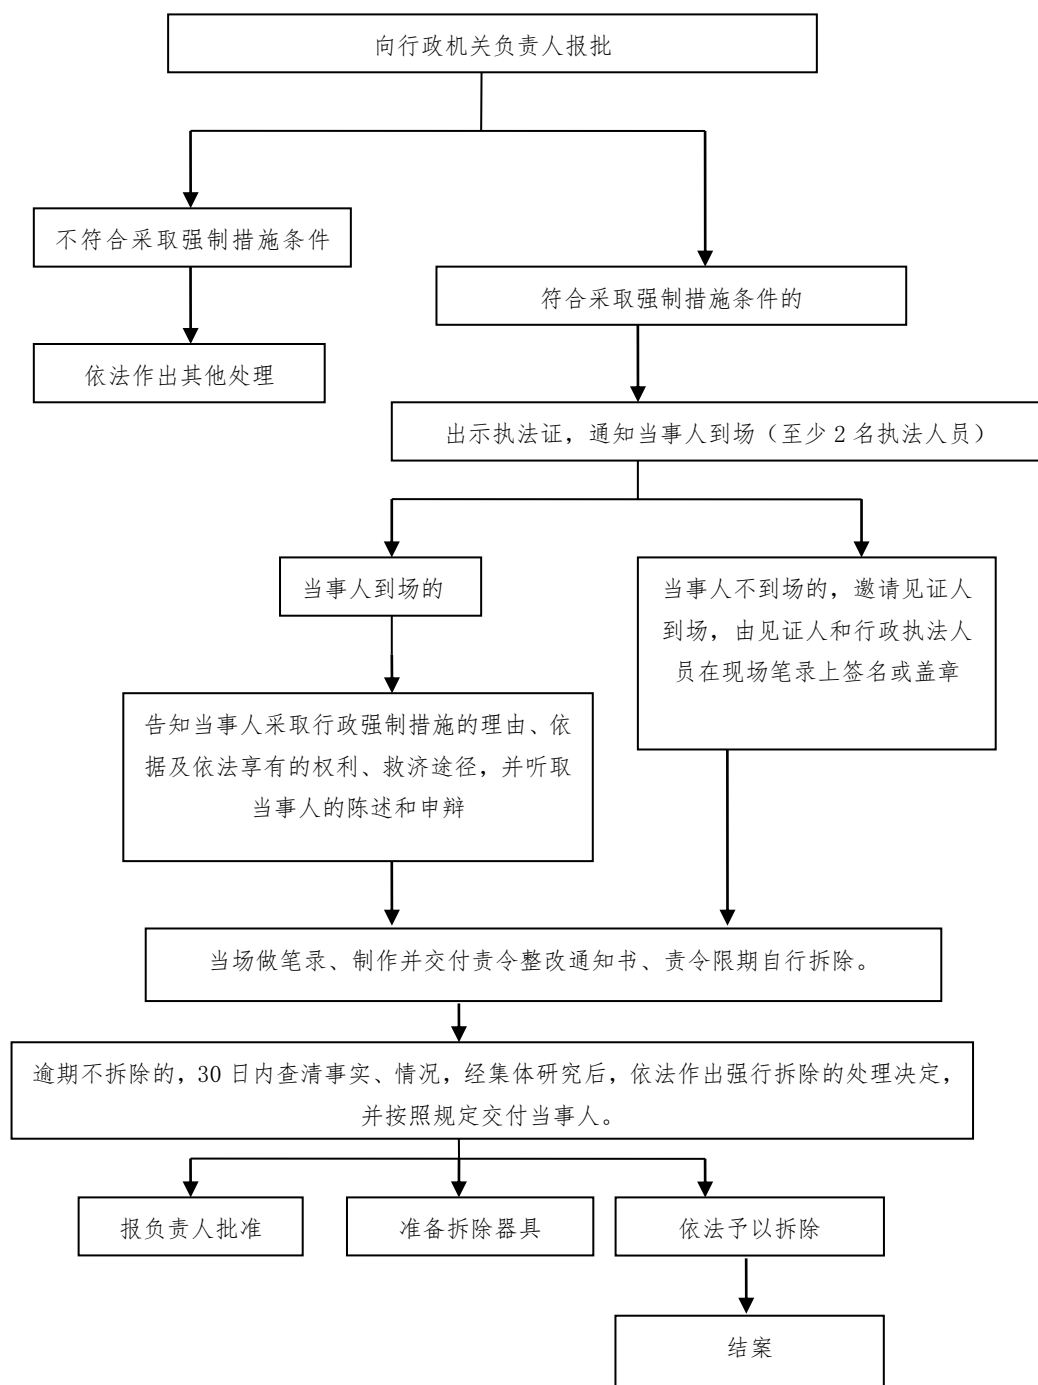 向行政机关负责人报批
不符合采取强制措施条件
符合采取强制措施条件的
依法作出其他处理
出示执法证，通知当事人到场（至少 2 名执法人员）
当事人到场的
当事人不到场的，邀请见证人
到场，由见证人和行政执法人
员在现场笔录上签名或盖章
告知当事人采取行政强制措施的理由、依
据及依法享有的权利、救济途径，并听取
当事人的陈述和申辩
当场做笔录、制作并交付责令整改通知书、责令限期自行拆除。
逾期不拆除的，30 日内查清事实、情况，经集体研究后，依法作出强行拆除的处理决定，
并按照规定交付当事人。
报负责人批准
准备拆除器具
依法予以拆除
结案